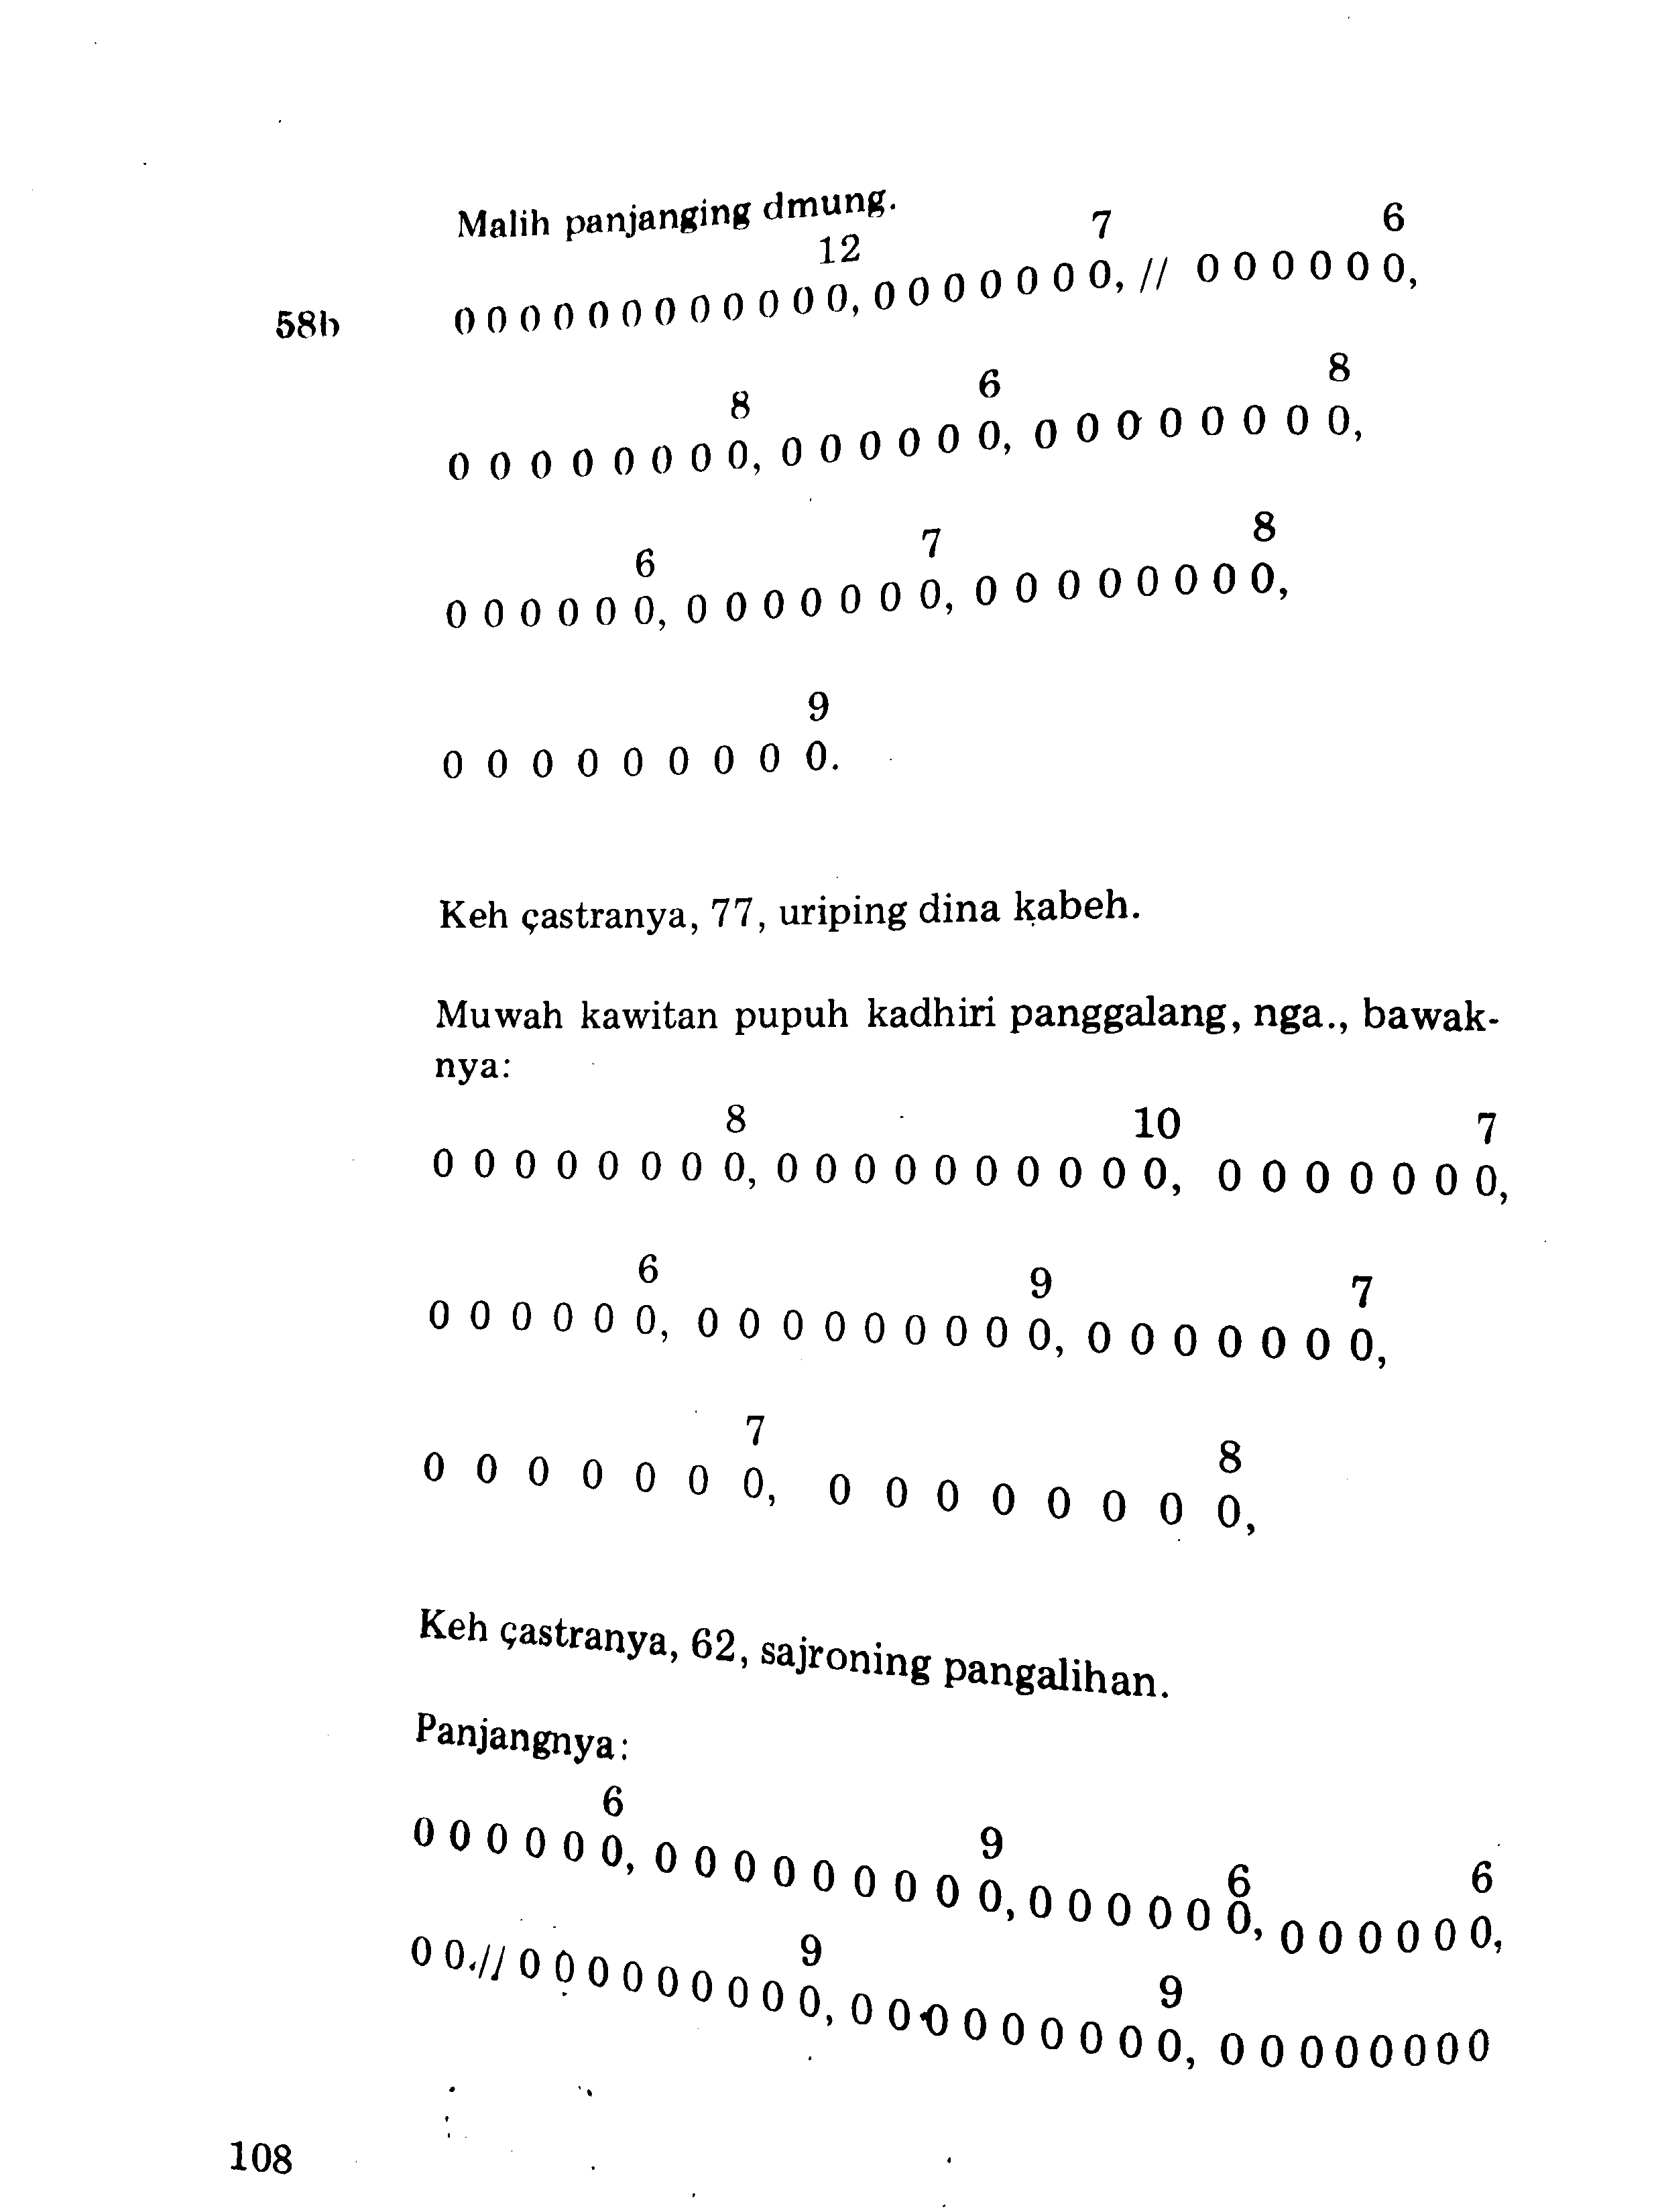 Malih panjanging dmung.
12 7 6
58b 0 0 0 0 0 0 0 0 0 0 0 0, 0 0 0 0 0 0 0, // 0 0 0 0 0 0,
8 6 8
0 0 0 0 0 0 0 0, 0 0 0 0 0 0, 0 0 0 0 0 0 0 0,
6 7 8
0 0 0 0 0 0, 0 0 0 0 0 0 0, 0 0 0 0 0 0 0 0,
9
0 0 0 0 0 0 0 0 0.
Keh çastranya, 77, uriping dina kabeh.
Muwah kawitan pupuh kadhiri panggalang, nga., bawak-
nya:
8 10 7
0 0 0 0 0 0 0 0, 0 0 0 0 0 0 0 0 0 0, 0 0 0 0 0 0 0,
6 9 7
0 0 0 0 0 0, 0 0 0 0 0 0 0 0 0, 0 0 0 0 0 0 0,
7 8
0 0 0 0 0 0 0, 0 0 0 0 0 0 0 0,
Keh çastranya, 62, sajroning pangalihan.
Panjangnya:
6 9 6 6
0 0 0 0 0 0, 0 0 0 0 0 0 0 0 0, 0 0 0 0 0 0, 0 0 0 0 0 0,
9 9
0 0.// 0 0 0 0 0 0 0 0 0, 0 0 0 0 0 0 0 0 0, 0 0 0 0 0 0 0 0
108